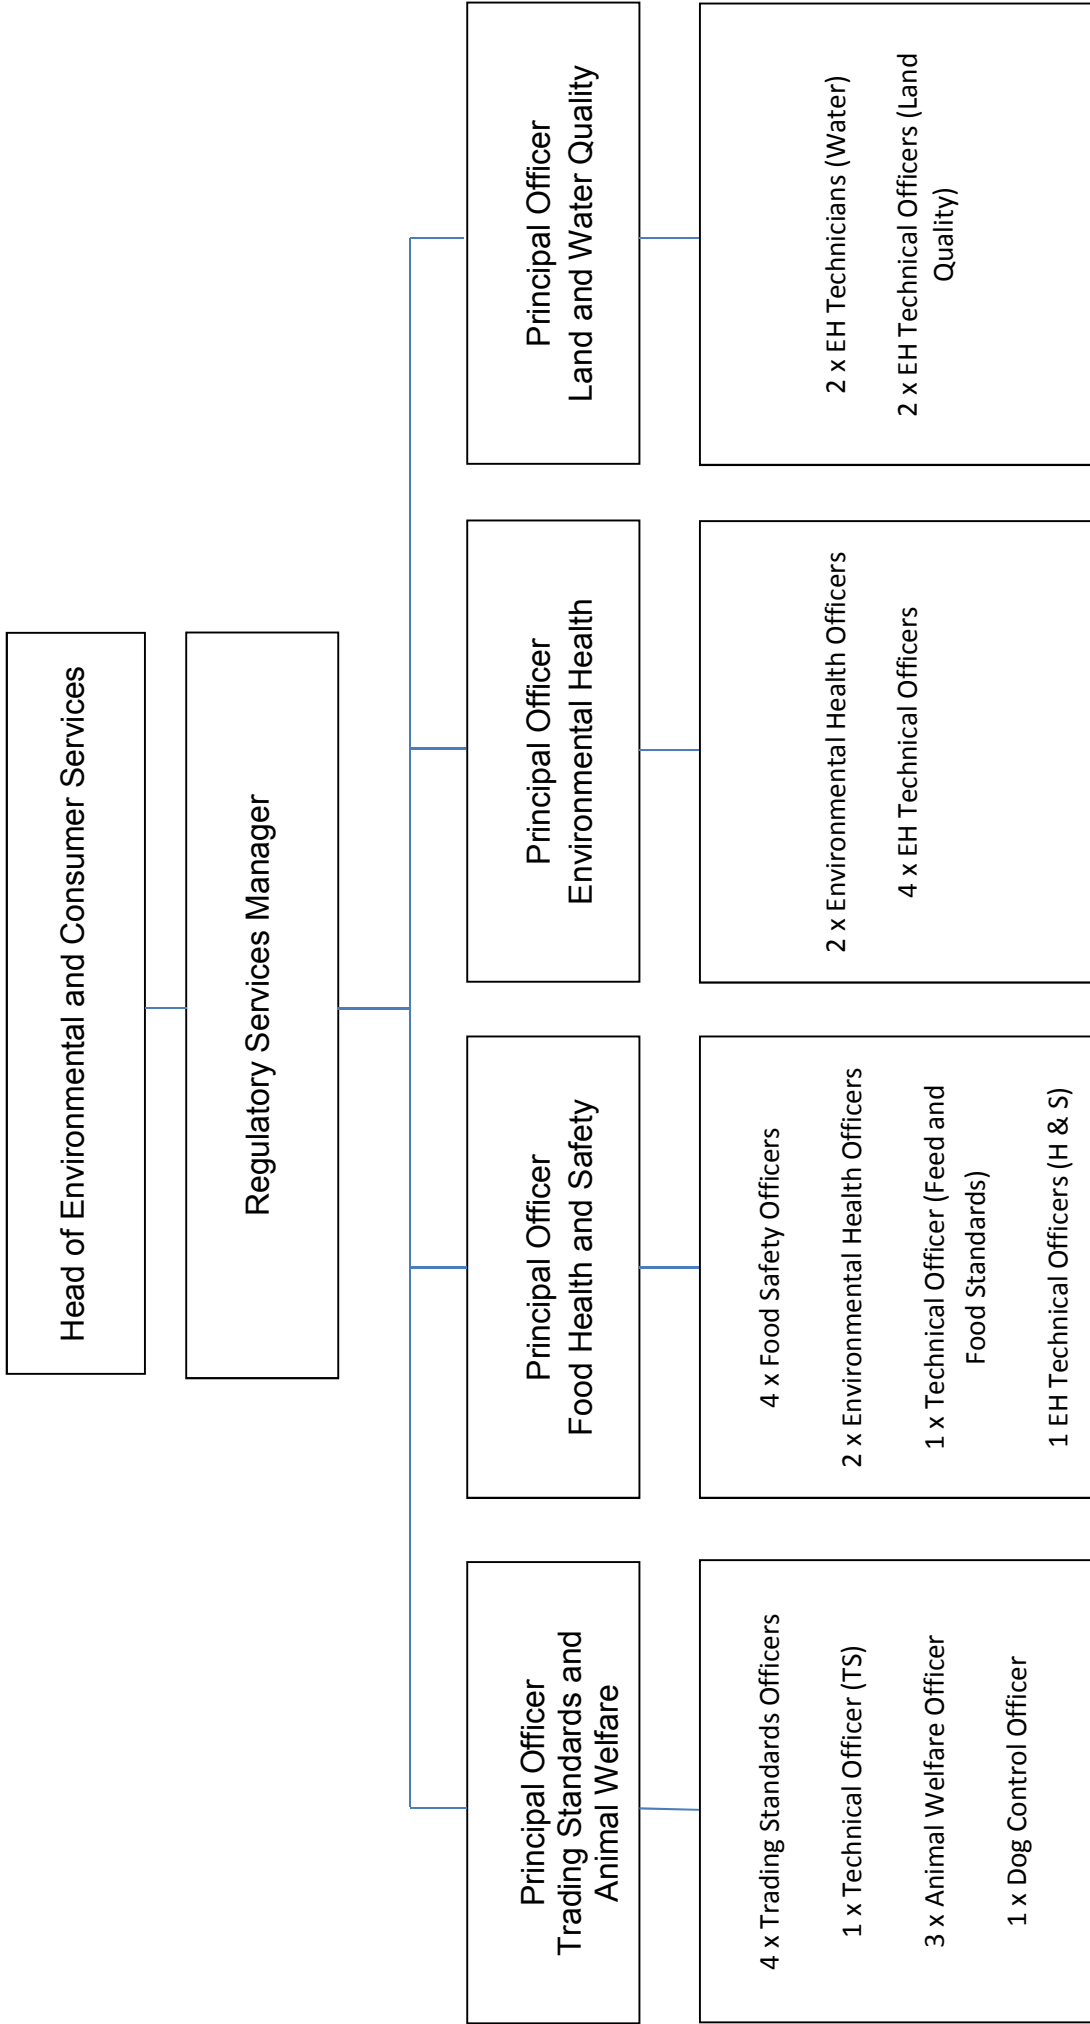 Head of Environmental and Consumer Services
Regulatory Services Manager
Principal Officer
Trading Standards and
Animal Welfare
Principal Officer
Food Health and Safety
Principal Officer
Environmental Health
Principal Officer
Land and Water Quality
4 x Trading Standards Officers
1 x Technical Officer (TS)
3 x Animal Welfare Officer
1 x Dog Control Officer
4 x Food Safety Officers
2 x Environmental Health Officers
1 x Technical Officer (Feed and
Food Standards)
1 EH Technical Officers (H & S)
2 x Environmental Health Officers
4 x EH Technical Officers
2 x EH Technicians (Water)
2 x EH Technical Officers (Land
Quality)